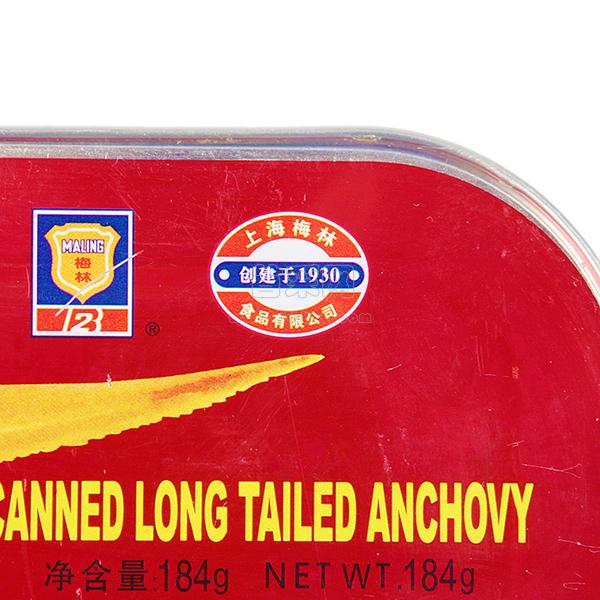 MALING
梅
林
B2
®
上海梅林
创建于1930
食品有限公司
CANNED LONG TAILED ANCHOVY
净含量:184g NET WT.184g